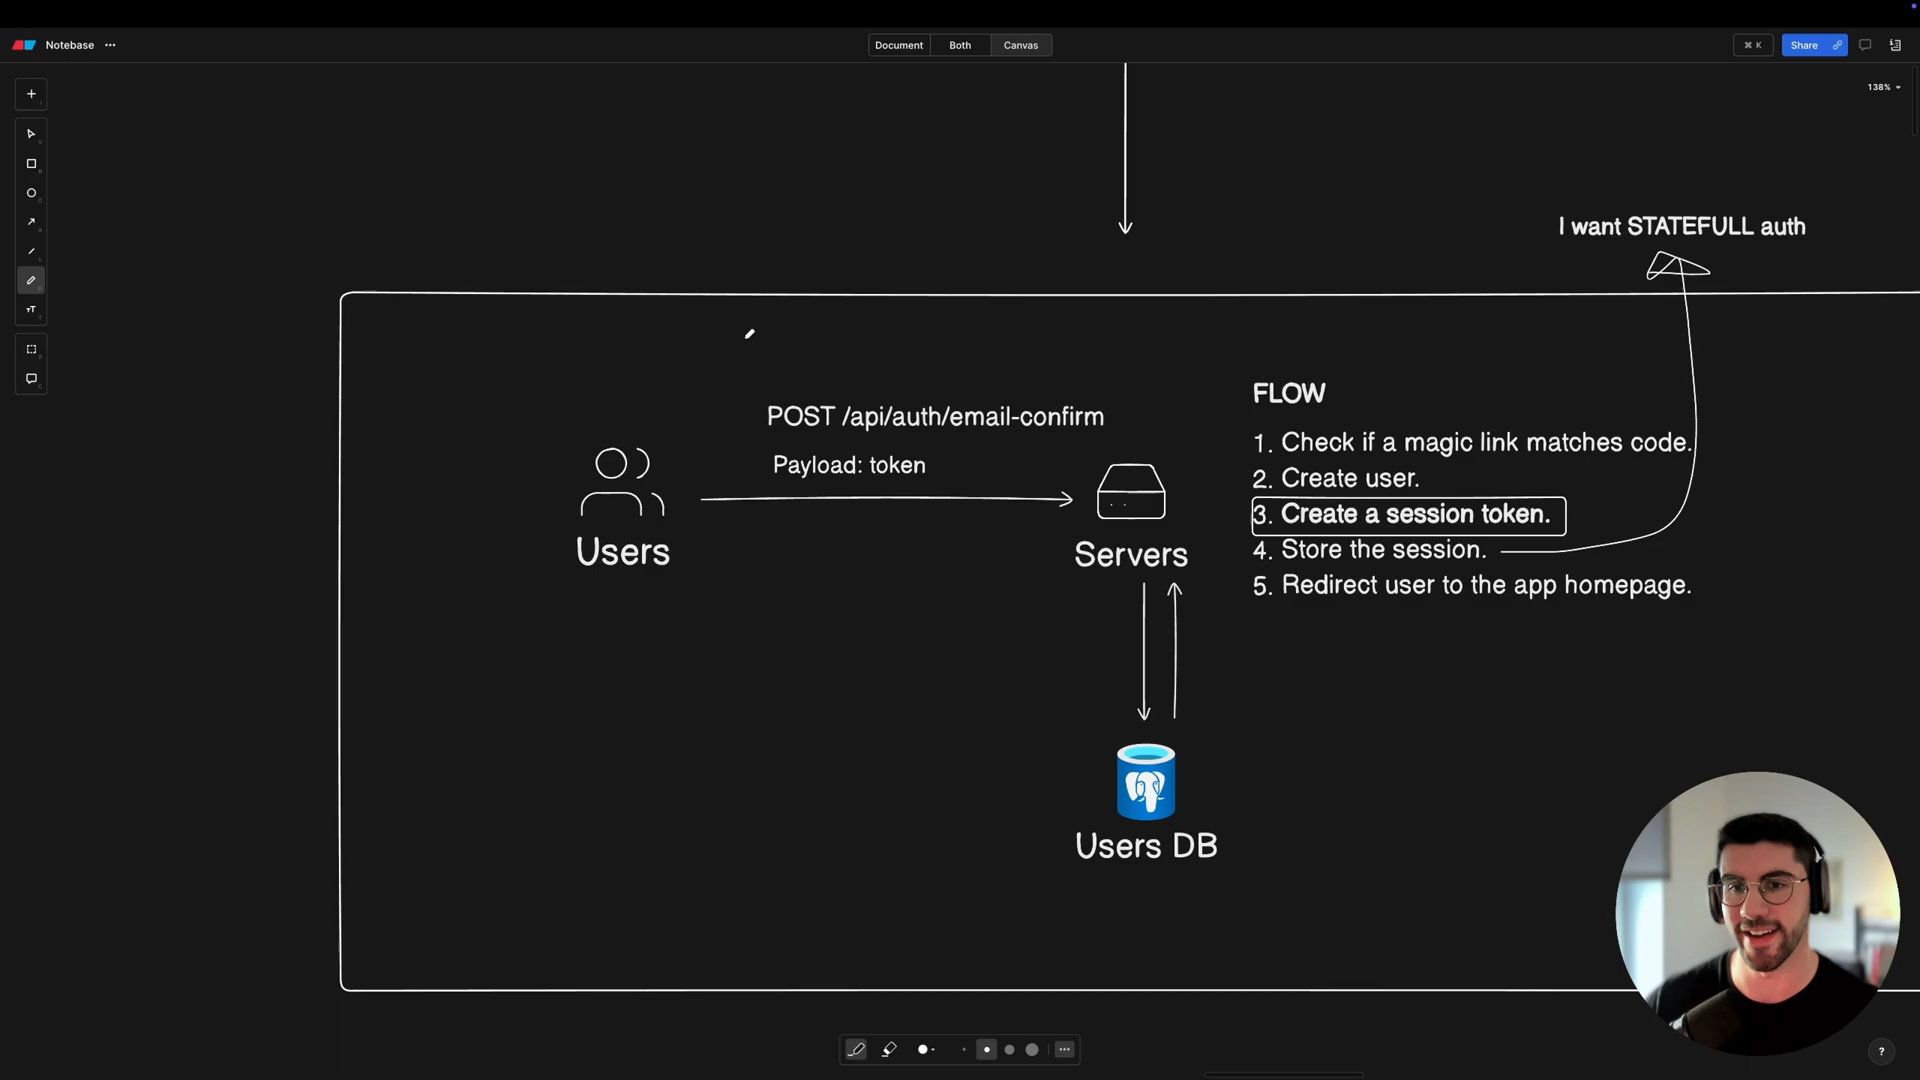 Notebase ...
Document
Both
Canvas
⌘ K
Share
138%
I want STATEFULL auth
POST /api/auth/email-confirm
Payload: token
Users
Servers
FLOW
1. Check if a magic link matches code.
2. Create user.
3. Create a session token.
4. Store the session.
5. Redirect user to the app homepage.
Users DB
тT
?